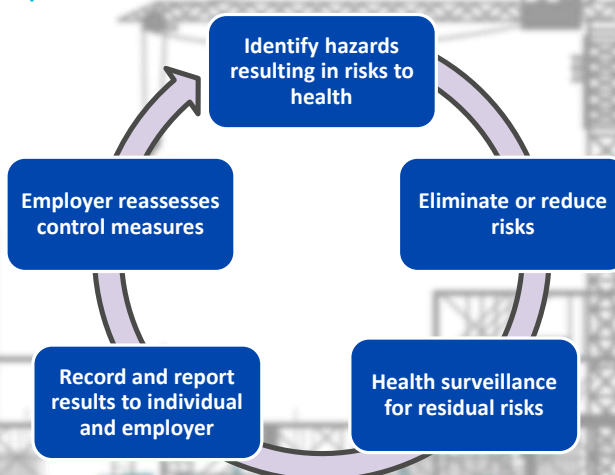 Identify hazards
resulting in risks to
health
Eliminate or reduce
risks
Health surveillance
for residual risks
Record and report
results to individual
and employer
Employer reassesses
control measures